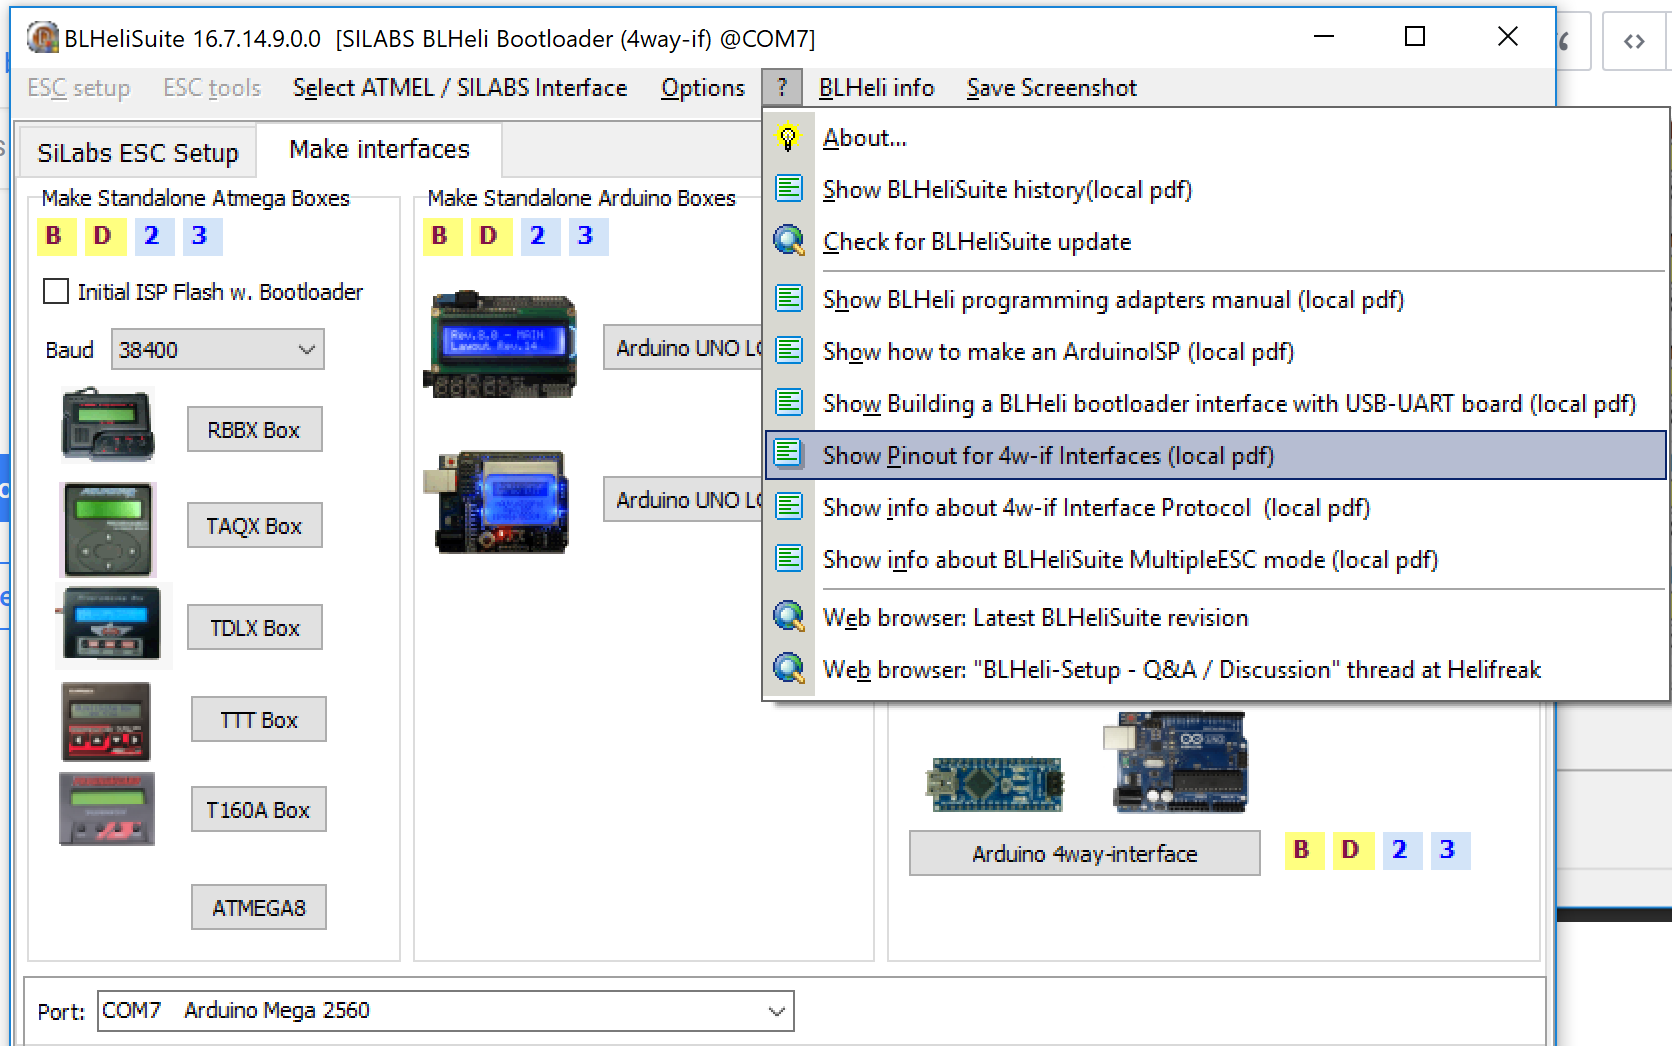 BLHeliSuite 16.7.14.9.0.0 [SILABS BLHeli Bootloader (4way-if) @COM7]
ESC setup ESC tools Select ATMEL / SILABS Interface Options ? BLHeli info Save Screenshot
SiLabs ESC Setup Make interfaces
Make Standalone Atmega Boxes
B D 2 3
Initial ISP Flash w. Bootloader
Baud 38400
RBBX Box
TAQX Box
TDLX Box
TTT Box
T160A Box
ATMEGA8
Make Standalone Arduino Boxes
B D 2 3
Rev.8.0 - MAIN
Layout Rev.14
Arduino UNO LC
Arduino UNO LC
About...
Show BLHeliSuite history(local pdf)
Check for BLHeliSuite update
Show BLHeli programming adapters manual (local pdf)
Show how to make an ArduinoISP (local pdf)
Show Building a BLHeli bootloader interface with USB-UART board (local pdf)
Show Pinout for 4w-if Interfaces (local pdf)
Show info about 4w-if Interface Protocol (local pdf)
Show info about BLHeliSuite MultipleESC mode (local pdf)
Web browser: Latest BLHeliSuite revision
Web browser: "BLHeli-Setup - Q&A / Discussion" thread at Helifreak
Arduino 4way-interface
B D 2 3
Port: COM7 Arduino Mega 2560